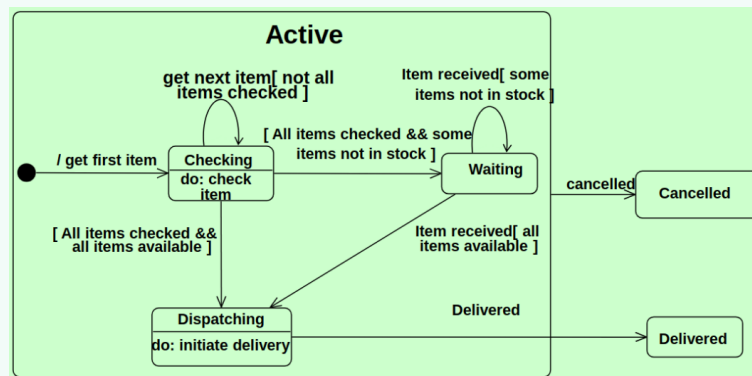 Active
get next item[ not all
items checked ]
Item received[ some
items not in stock ]
/ get first item
[ All items checked && some
items not in stock ]
Checking
do: check
item
Waiting
cancelled
Cancelled
[ All items checked &&
all items available ]
Item received[ all
items available ]
Dispatching
do: initiate delivery
Delivered
Delivered